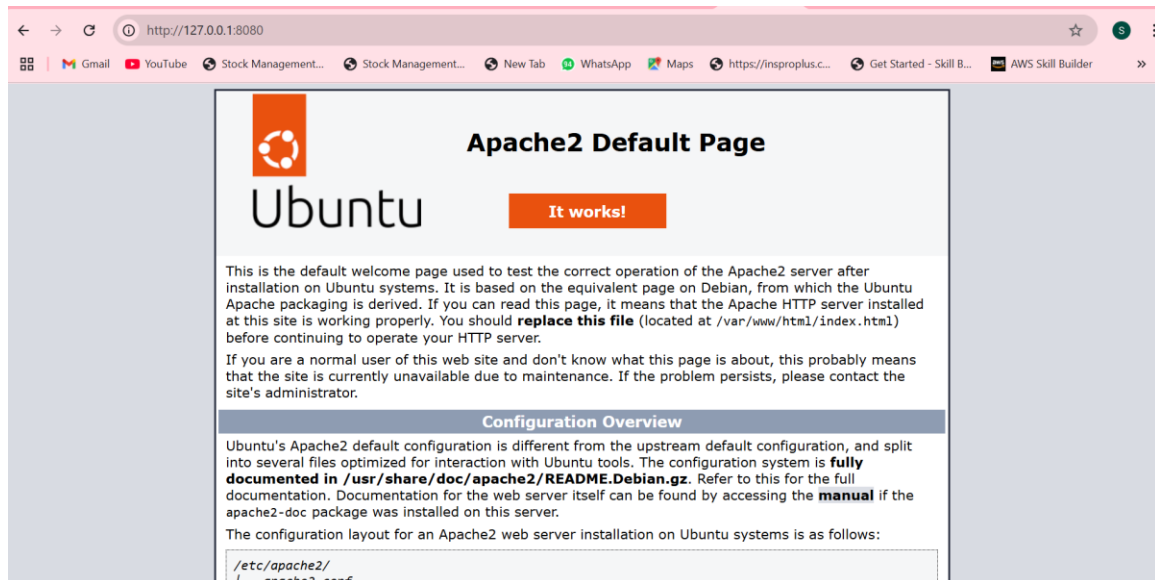 http://127.0.0.1:8080
S
Gmail YouTube Stock Management... Stock Management... New Tab WhatsApp Maps https://insproplus.c... Get Started - Skill B... AWS Skill Builder »
Apache2 Default Page
Ubuntu
It works!
This is the default welcome page used to test the correct operation of the Apache2 server after
installation on Ubuntu systems. It is based on the equivalent page on Debian, from which the Ubuntu
Apache packaging is derived. If you can read this page, it means that the Apache HTTP server installed
at this site is working properly. You should replace this file (located at /var/www/html/index.html)
before continuing to operate your HTTP server.
If you are a normal user of this web site and don't know what this page is about, this probably means
that the site is currently unavailable due to maintenance. If the problem persists, please contact the
site's administrator.
Configuration Overview
Ubuntu's Apache2 default configuration is different from the upstream default configuration, and split
into several files optimized for interaction with Ubuntu tools. The configuration system is fully
documented in /usr/share/doc/apache2/README.Debian.gz. Refer to this for the full
documentation. Documentation for the web server itself can be found by accessing the manual if the
apache2-doc package was installed on this server.
The configuration layout for an Apache2 web server installation on Ubuntu systems is as follows:
/etc/apache2/